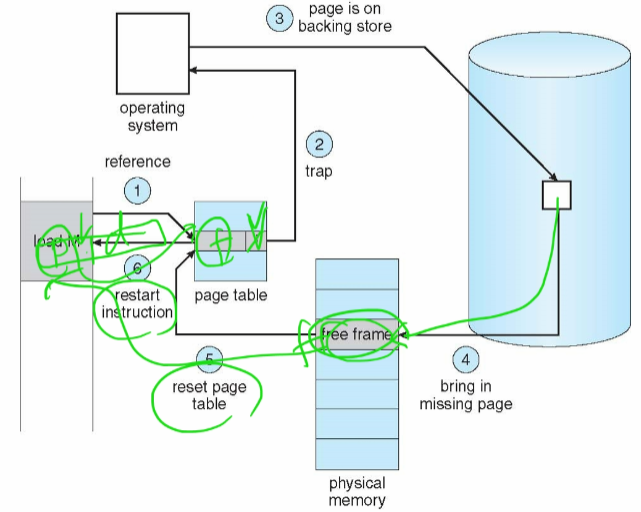 3
page is on
backing store
operating
system
2
trap
reference
1
load M
6
restart
instruction
page table
free frame
5
reset page
table
4
bring in
missing page
physical
memory